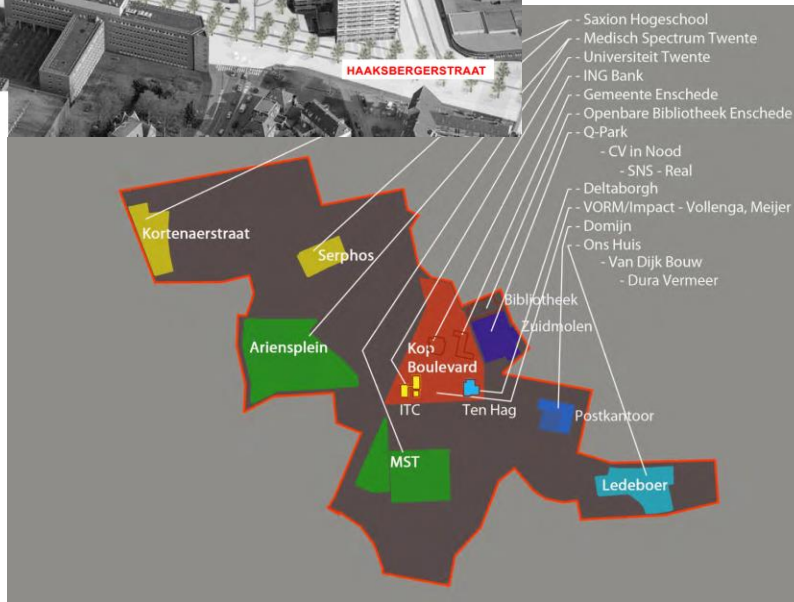 HAAKSBERGERSTRAAT
- Saxion Hogeschool
- Medisch Spectrum Twente
- Universiteit Twente
- ING Bank
- Gemeente Enschede
- Openbare Bibliotheek Enschede
- Q-Park
- CV in Nood
- SNS - Real
- Deltaborgh
- VORM/Impact - Vollenga, Meijer
- Domijn
- Ons Huis
- Van Dijk Bouw
- Dura Vermeer
Kortenaerstraat
Serphos
Bibliotheek
Zuidmolen
Ariensplein
Kop
Boulevard
ITC
Ten Hag
Postkantoor
MST
Ledeboer